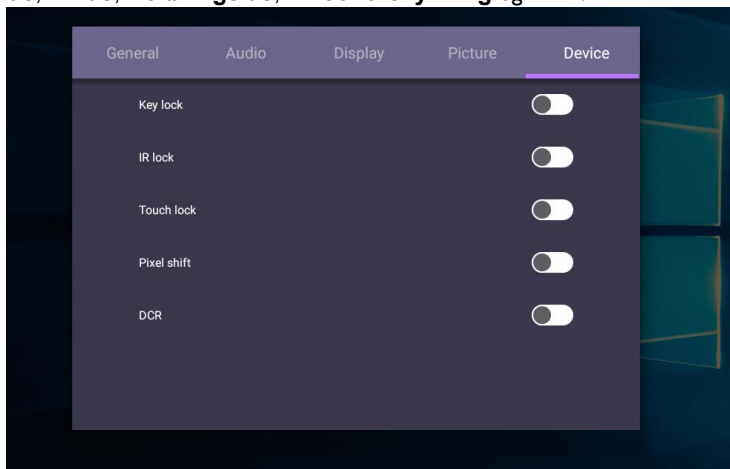 General Audio Display Picture Device
Key lock
IR lock
Touch lock
Pixel shift
DCR